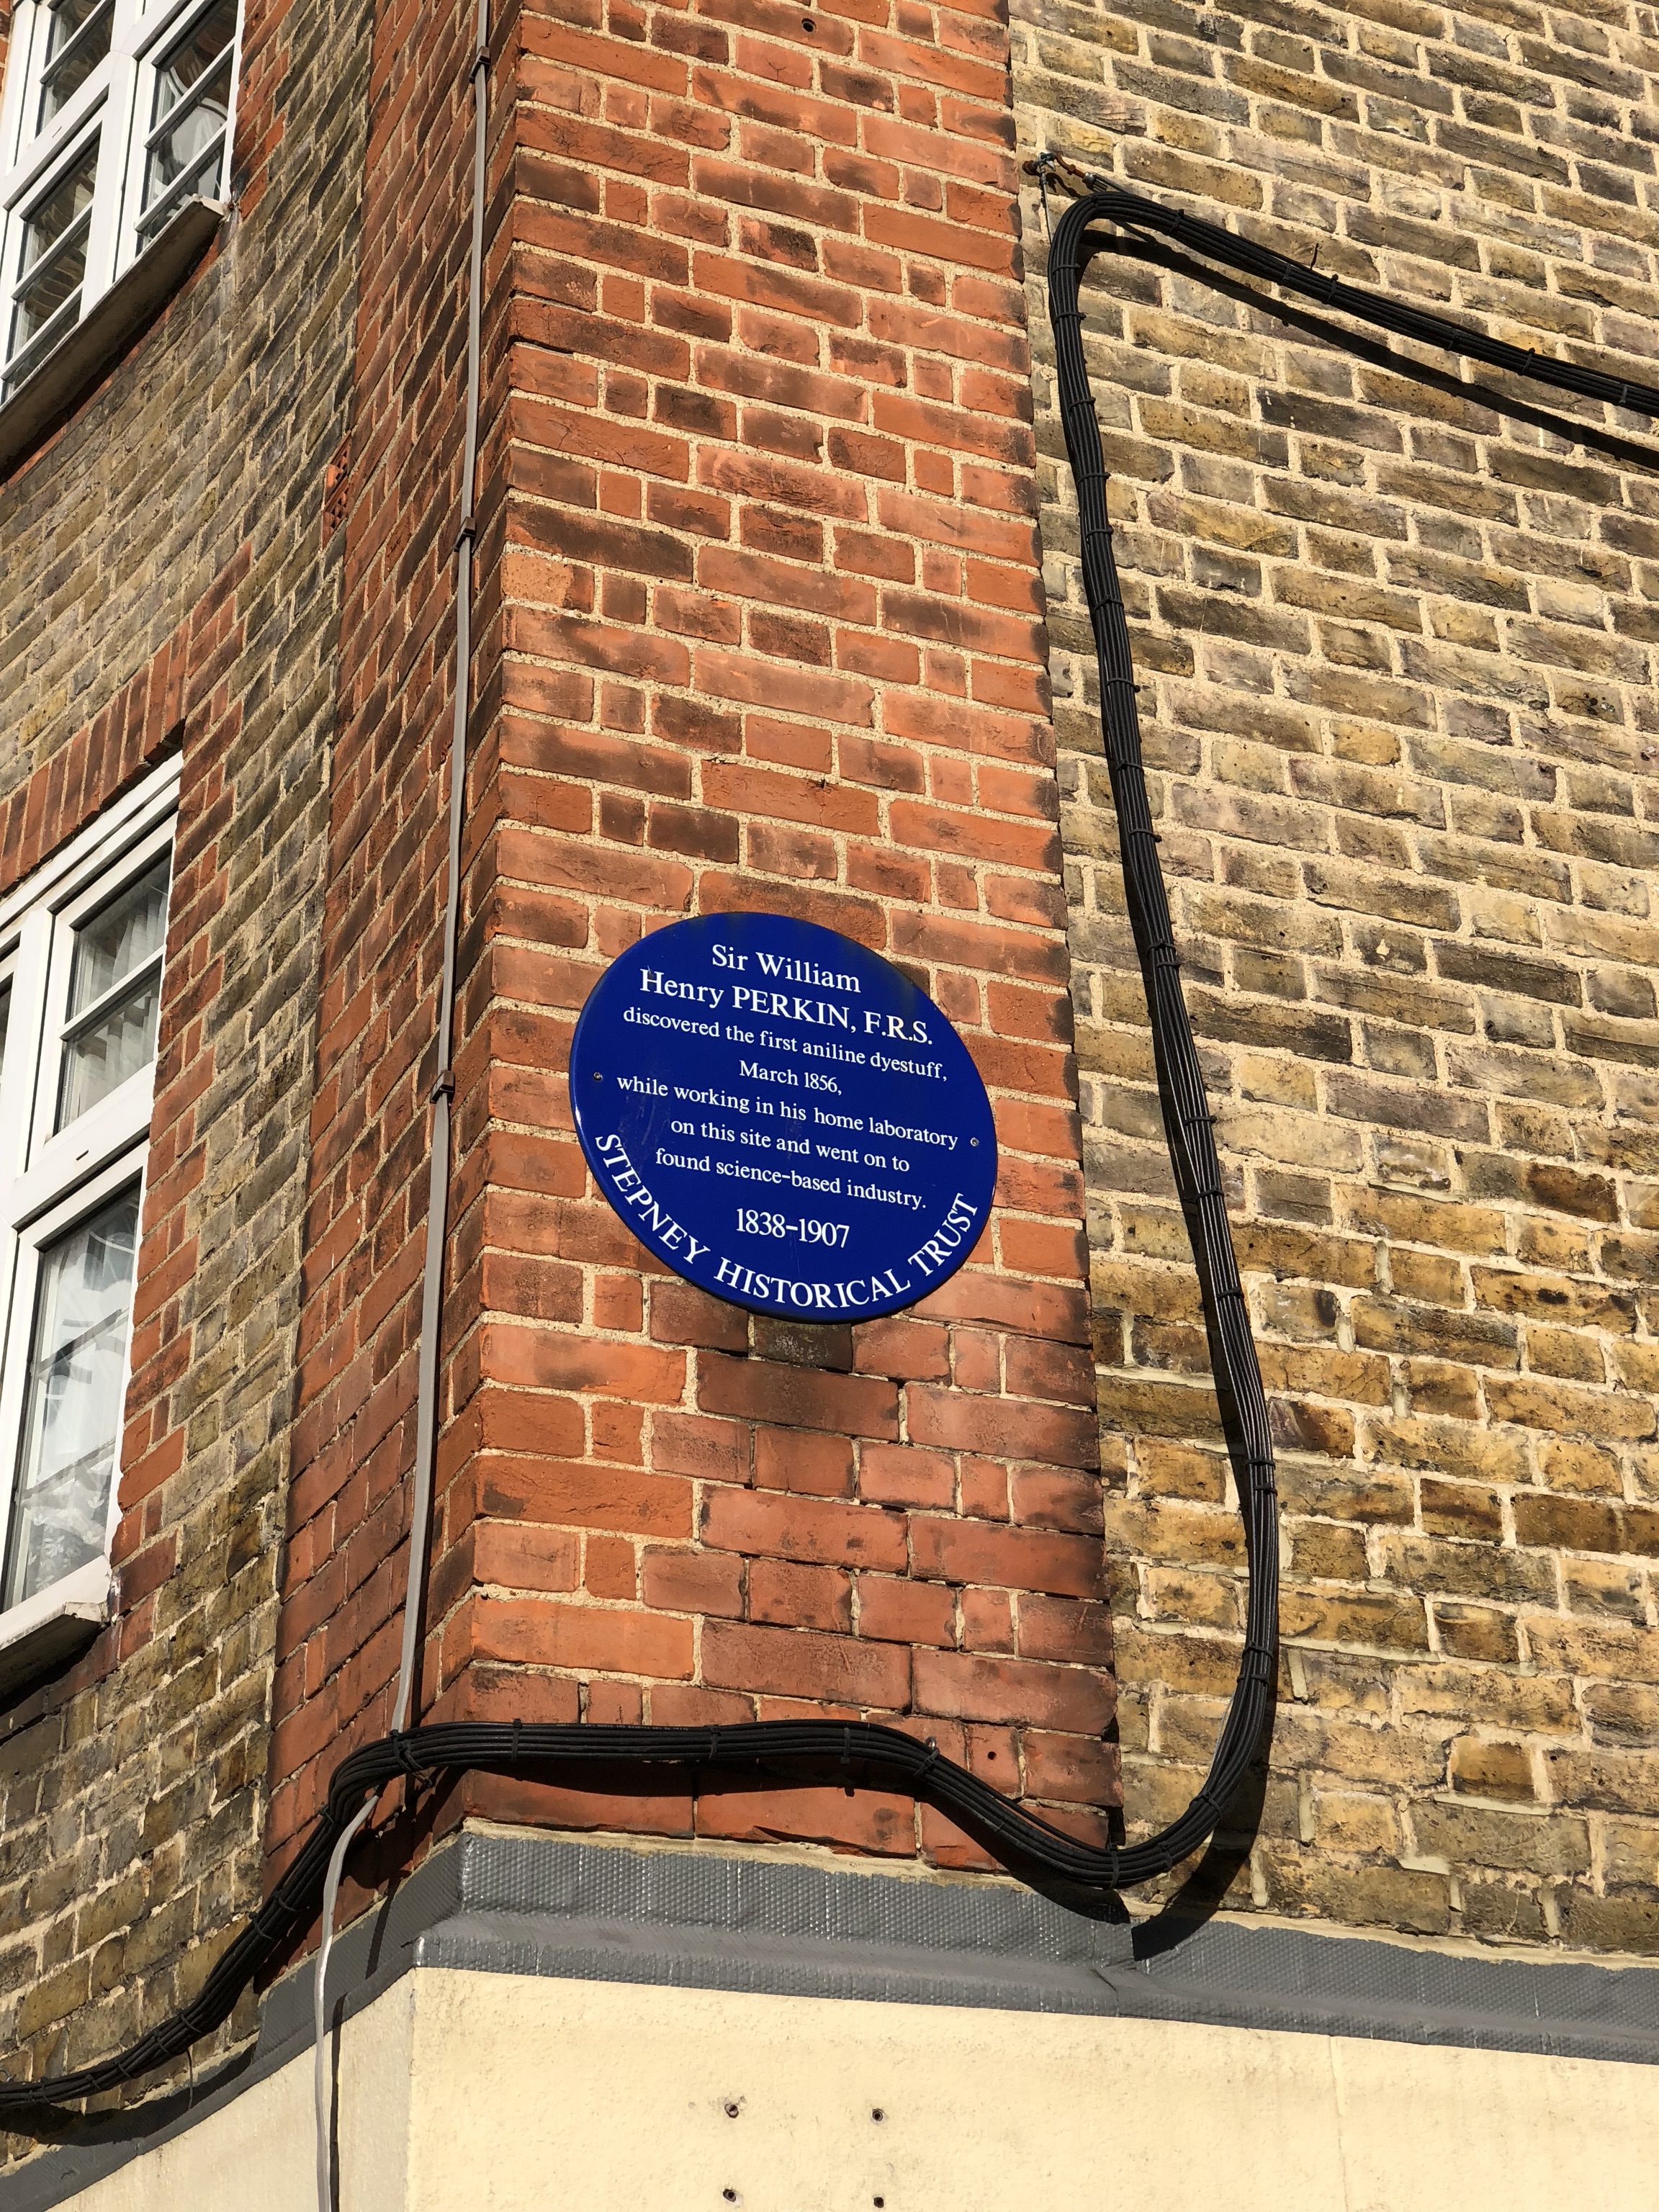 Sir William
Henry PERKIN, F.R.S.
discovered the first aniline dyestuff,
March 1856,
while working in his home laboratory
on this site and went on to
found science-based industry.
1838-1907
STEPNEY HISTORICAL TRUST